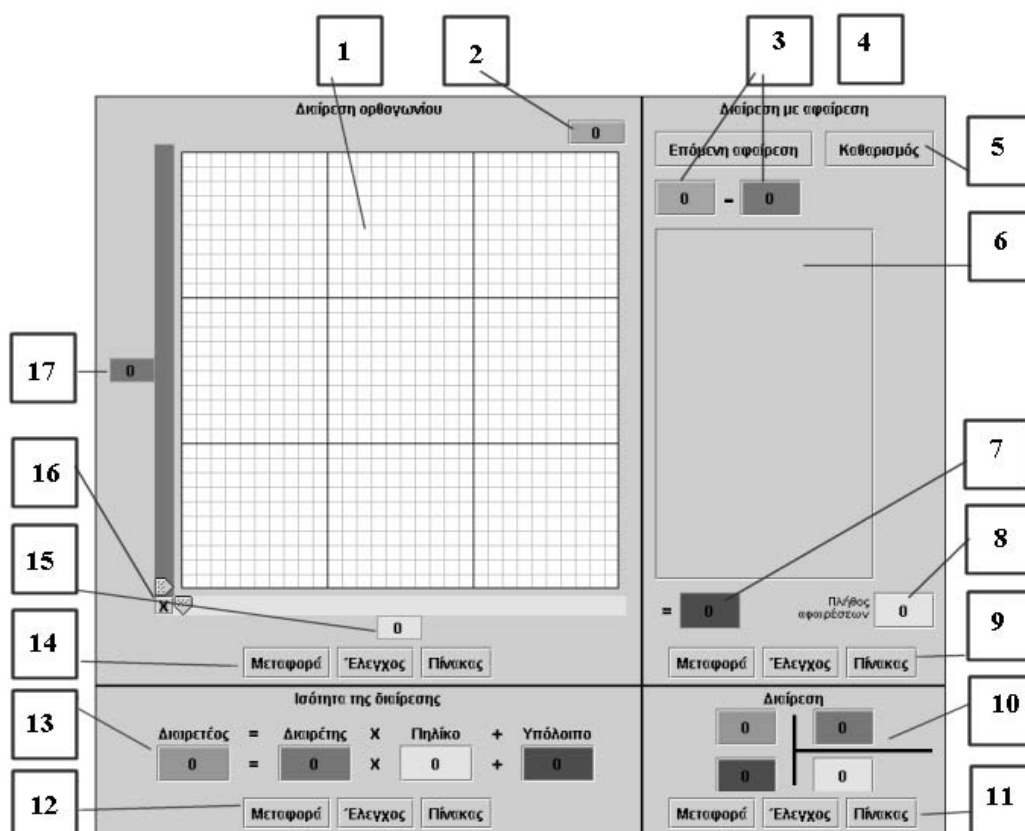 1 2 3 4
Διαίρεση ορθογωνίου
0
Διαίρεση με αφαίρεση
Επόμενη αφαίρεση Καθαρισμός
5
0 - 0
6
17
0
7
16
15
8
X
0
= 0
Πλήθος
αφαιρέσεων
0
14
Μεταφορά Έλεγχος Πίνακας
Μεταφορά Έλεγχος Πίνακας
9
Ισότητα της διαίρεσης
Διαιρετέος = Διαιρέτης X Πηλίκο + Υπόλοιπο
0 = 0 X 0 + 0
13
Διαίρεση
0 0
0 0
10
12
Μεταφορά Έλεγχος Πίνακας
Μεταφορά Έλεγχος Πίνακας
11